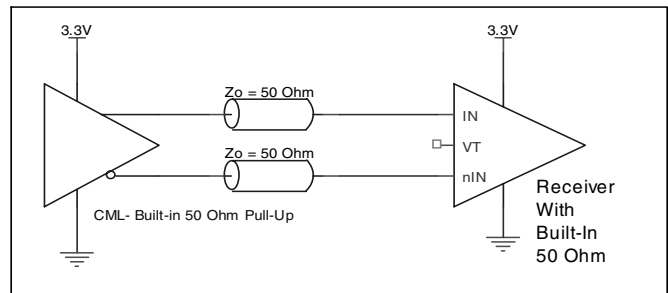 3.3V
3.3V
Zo = 50 Ohm
IN
VT
Zo = 50 Ohm
nIN
CML- Built-in 50 Ohm Pull-Up
Receiver
With
Built-In
50 Ohm